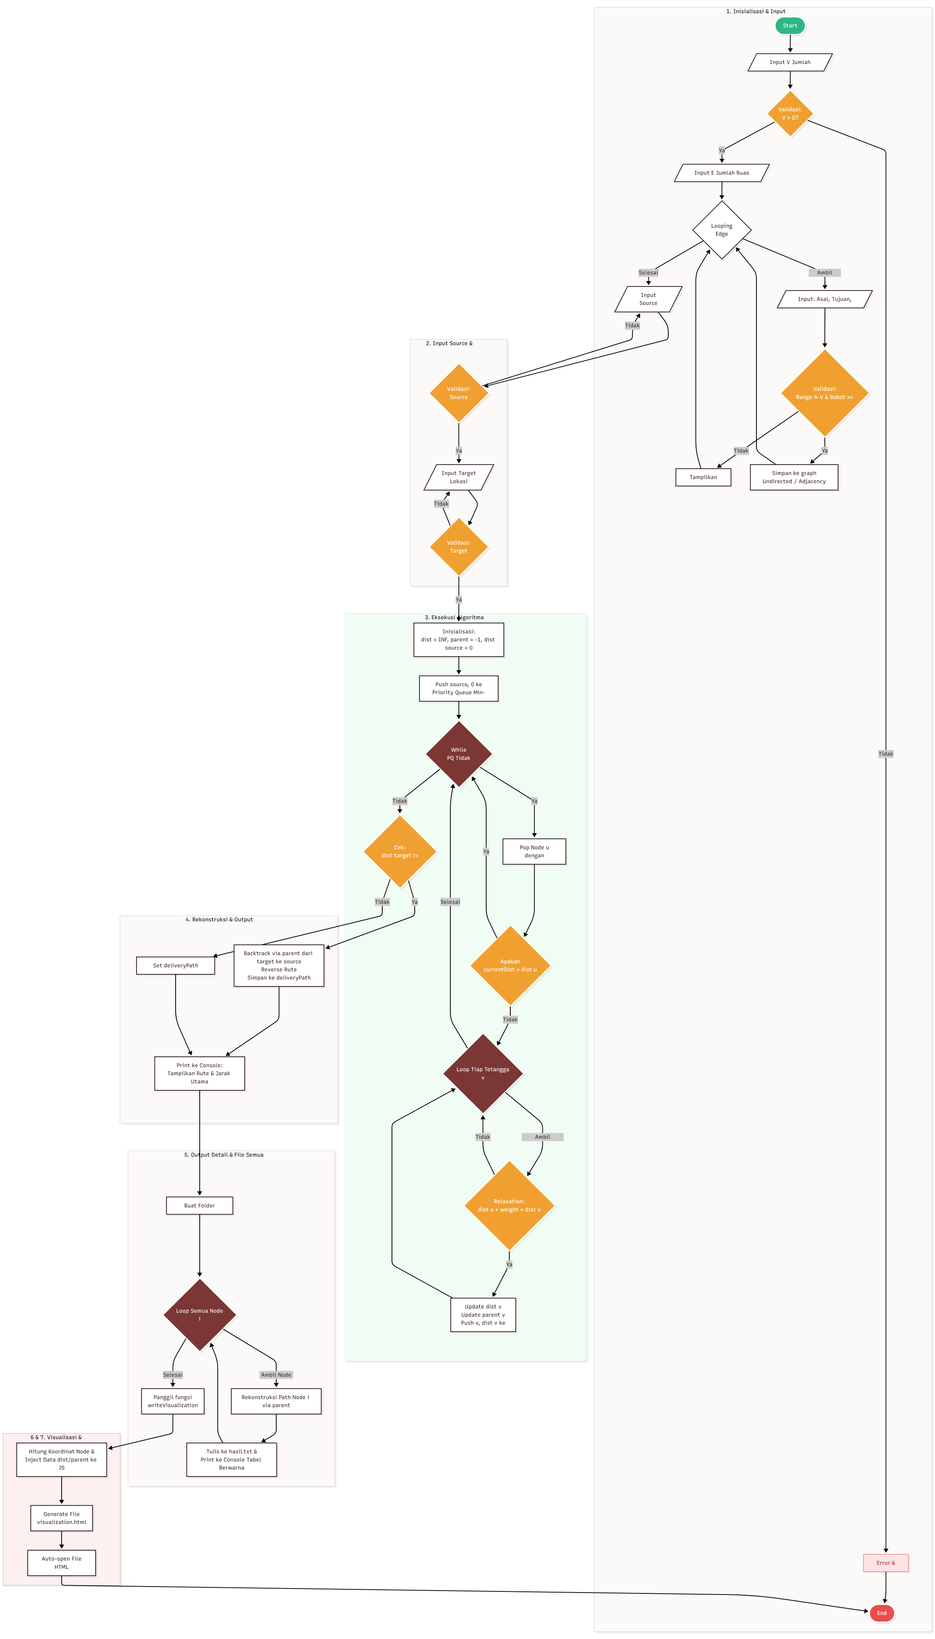 1. Inisialisasi & Input
Start
Input V Jumlah
Validasi:
V > 0?
Ya
Tidak
Input E Jumlah Ruas
Looping
Edge
Selesai
Ambil
Input
Source
Input: Asal, Tujuan,
Tidak
Validasi:
Range A-V & Bobot >=
Tidak
Ya
Tampilkan
Simpan ke graph
Undirected / Adjacency
Error &
End
2. Input Source &
Validasi:
Source
Ya
Input Target
Lokasi
Tidak
Validasi:
Target
Ya
3. Eksekusi Algoritma
Inisialisasi:
dist = INF, parent = -1, dist
source = 0
Push source, 0 ke
Priority Queue Min-
While
PQ Tidak
Tidak
Ya
Cek:
dist target !=
Pop Node u
dengan
Ya
Tidak
Ya
Selesai
Apakah
currentDist > dist u
Tidak
Loop Tiap Tetangga
v
Tidak
Ambil
Relaxation:
dist u + weight < dist v
Ya
Update dist v
Update parent v
Push v, dist v ke
4. Rekonstruksi & Output
Set deliveryPath
Backtrack via parent dari
target ke source
Reverse Rute
Simpan ke deliveryPath
Print ke Console:
Tampilkan Rute & Jarak
Utama
5. Output Detail & File Semua
Buat Folder
Loop Semua Node
i
Selesai
Ambil Node
Panggil fungsi
writeVisualization
Rekonstruksi Path Node i
via parent
Tulis ke hasil.txt &
Print ke Console Tabel
Berwarna
6 & 7. Visualisasi &
Hitung Koordinat Node &
Inject Data dist/parent ke
JS
Generate File
visualization.html
Auto-open File
HTML